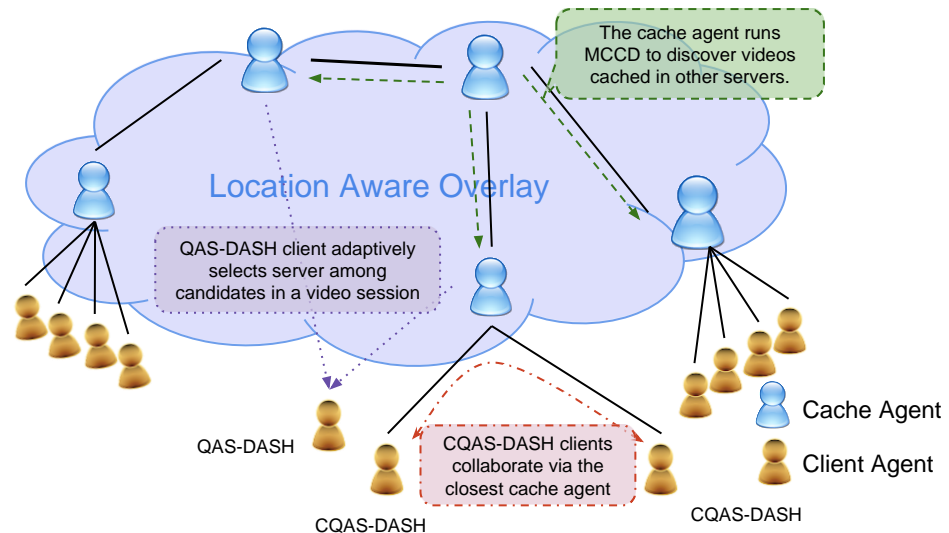 The cache agent runs
MCCD to discover videos
cached in other servers.
Location Aware Overlay
QAS-DASH client adaptively
selects server among
candidates in a video session
Cache Agent
QAS-DASH
CQAS-DASH clients
collaborate via the
closest cache agent
Client Agent
CQAS-DASH
CQAS-DASH